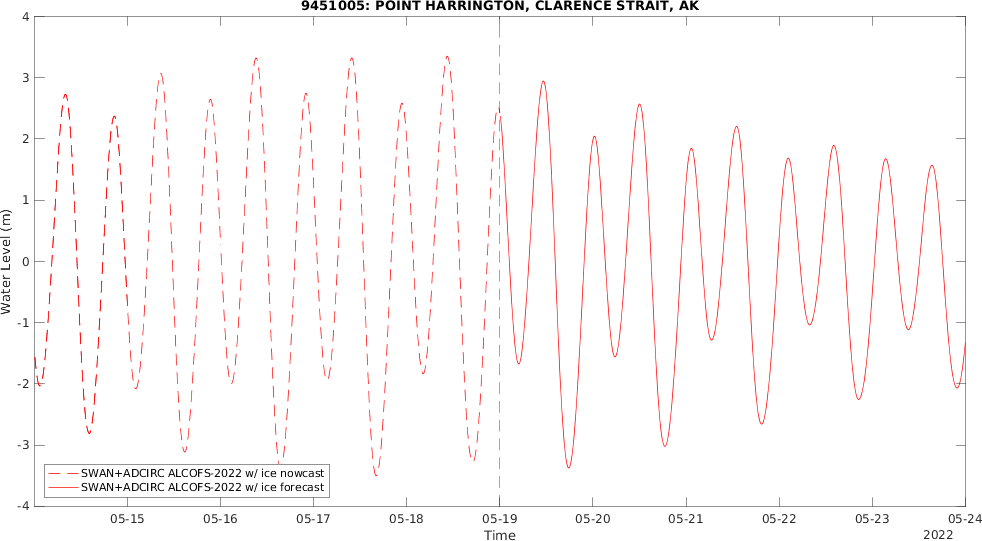 9451005: POINT HARRINGTON, CLARENCE STRAIT, AK
4
3
2
1
0
-1
-2
-3
-4
Water Level (m)
SWAN+ADCIRC ALCOFS-2022 w/ ice nowcast
SWAN+ADCIRC ALCOFS-2022 w/ ice forecast
05-15 05-16 05-17 05-18 05-19 05-20 05-21 05-22 05-23 05-24
Time
2022